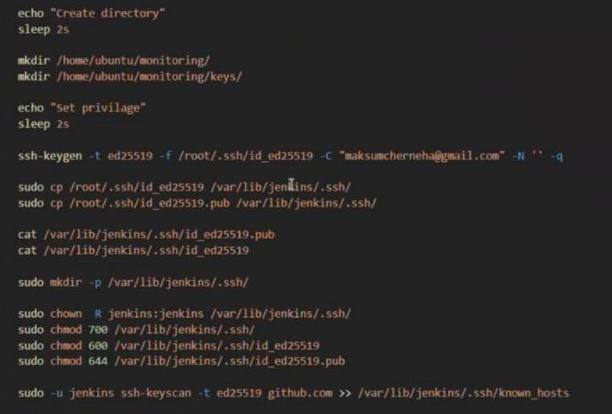 echo "Create directory"
sleep 2s
mkdir /home/ubuntu/monitoring/
mkdir /home/ubuntu/monitoring/keys/
echo "Set privilage"
sleep 2s
ssh-keygen -t ed25519 -f /root/.ssh/id_ed25519 -C "maksumcherneha@gmail.com" -N '' -q
sudo cp /root/.ssh/id_ed25519 /var/lib/jenkins/.ssh/
sudo cp /root/.ssh/id_ed25519.pub /var/lib/jenkins/.ssh/
cat /var/lib/jenkins/.ssh/id_ed25519.pub
cat /var/lib/jenkins/.ssh/id_ed25519
sudo mkdir -p /var/lib/jenkins/.ssh/
sudo chown R jenkins:jenkins /var/lib/jenkins/.ssh/
sudo chmod 700 /var/lib/jenkins/.ssh/
sudo chmod 600 /var/lib/jenkins/.ssh/id_ed25519
sudo chmod 644 /var/lib/jenkins/.ssh/id_ed25519.pub
sudo -u jenkins ssh-keyscan -t ed25519 github.com >> /var/lib/jenkins/.ssh/known_hosts